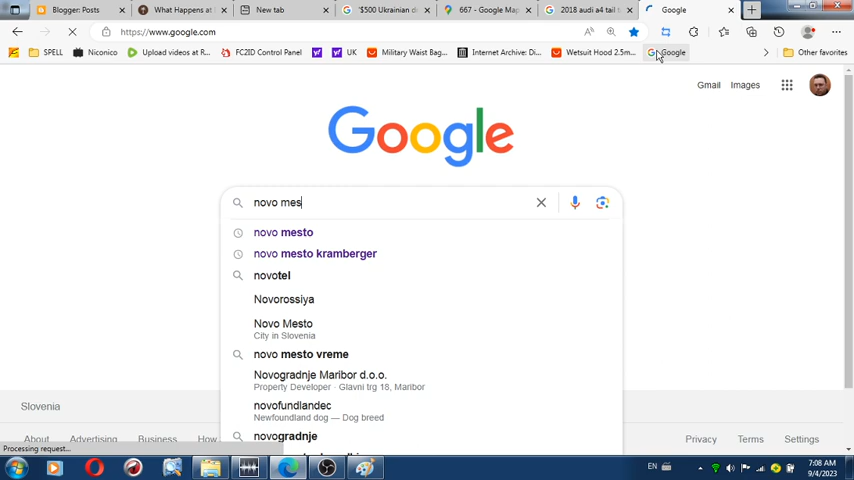 Blogger: Posts
What Happens at
New tab
'$500 Ukrainian d
667 - Google Map
2018 audi a4 tail t
Google
https://www.google.com
SPELL
Niconico
Upload videos at R...
FC2ID Control Panel
UK
Military Waist Bag...
Internet Archive: Di...
Wetsuit Hood 2.5m...
Google
Other favorites
Gmail
Images
Google
novo mes
novo mesto
novo mesto kramberger
novotel
Novorossiya
Novo Mesto
City in Slovenia
novo mesto vreme
Novogradnje Maribor d.o.o.
Property Developer · Glavni trg 18, Maribor
novofundlandec
Newfoundland dog — Dog breed
novogradnje
Slovenia
About
Advertising
Business
How
Privacy
Terms
Settings
Processing request...
EN
7:08 AM
9/4/2023